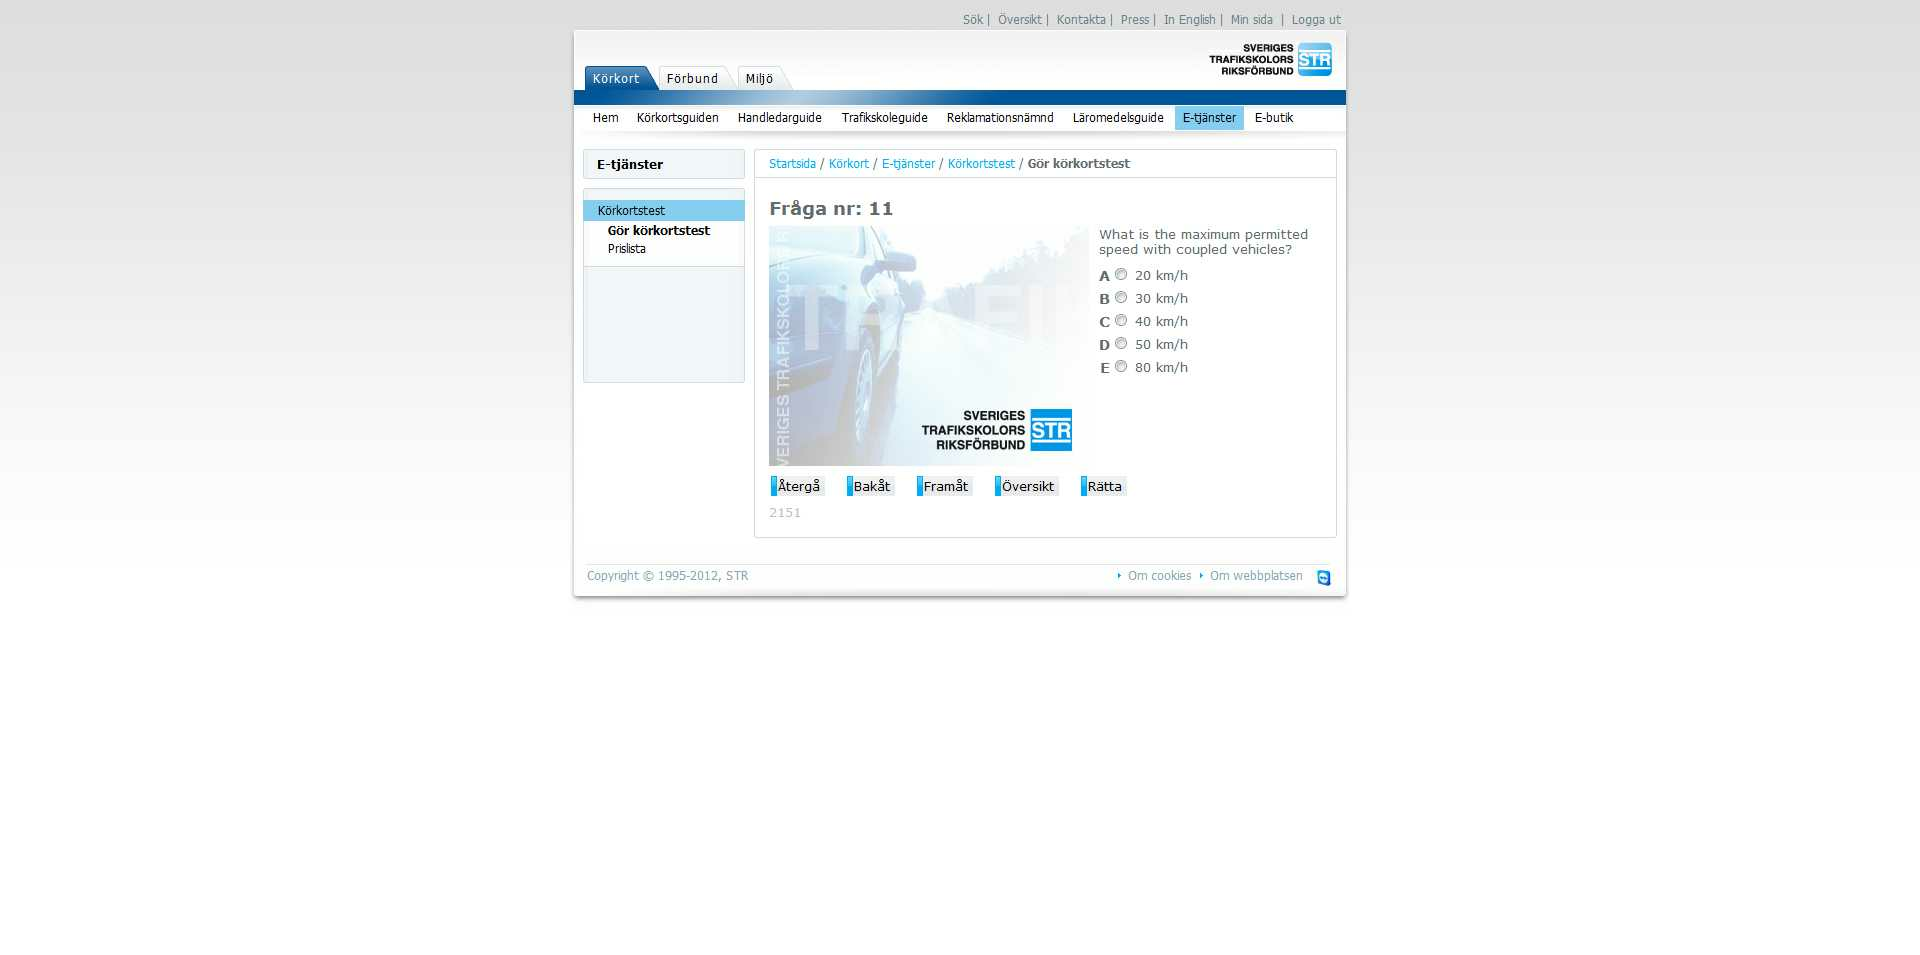 Sök | Översikt | Kontakta | Press | In English | Min sida | Logga ut
SVERIGES
TRAFIKSKOLORS
RIKSFÖRBUND
STR
Körkort Förbund Miljö
Hem Körkortsguiden Handledarguide Trafikskoleguide Reklamationsnämnd Läromedelsguide E-tjänster E-butik
E-tjänster
Körkortstest
Gör körkortstest
Prislista
Startsida / Körkort / E-tjänster / Körkortstest / Gör körkortstest
Fråga nr: 11
What is the maximum permitted
speed with coupled vehicles?
A 20 km/h
B 30 km/h
C 40 km/h
D 50 km/h
E 80 km/h
SVERIGES
TRAFIKSKOLORS
RIKSFÖRBUND
STR
Återgå Bakåt Framåt Översikt Rätta
2151
Copyright © 1995-2012, STR
Om cookies Om webbplatsen